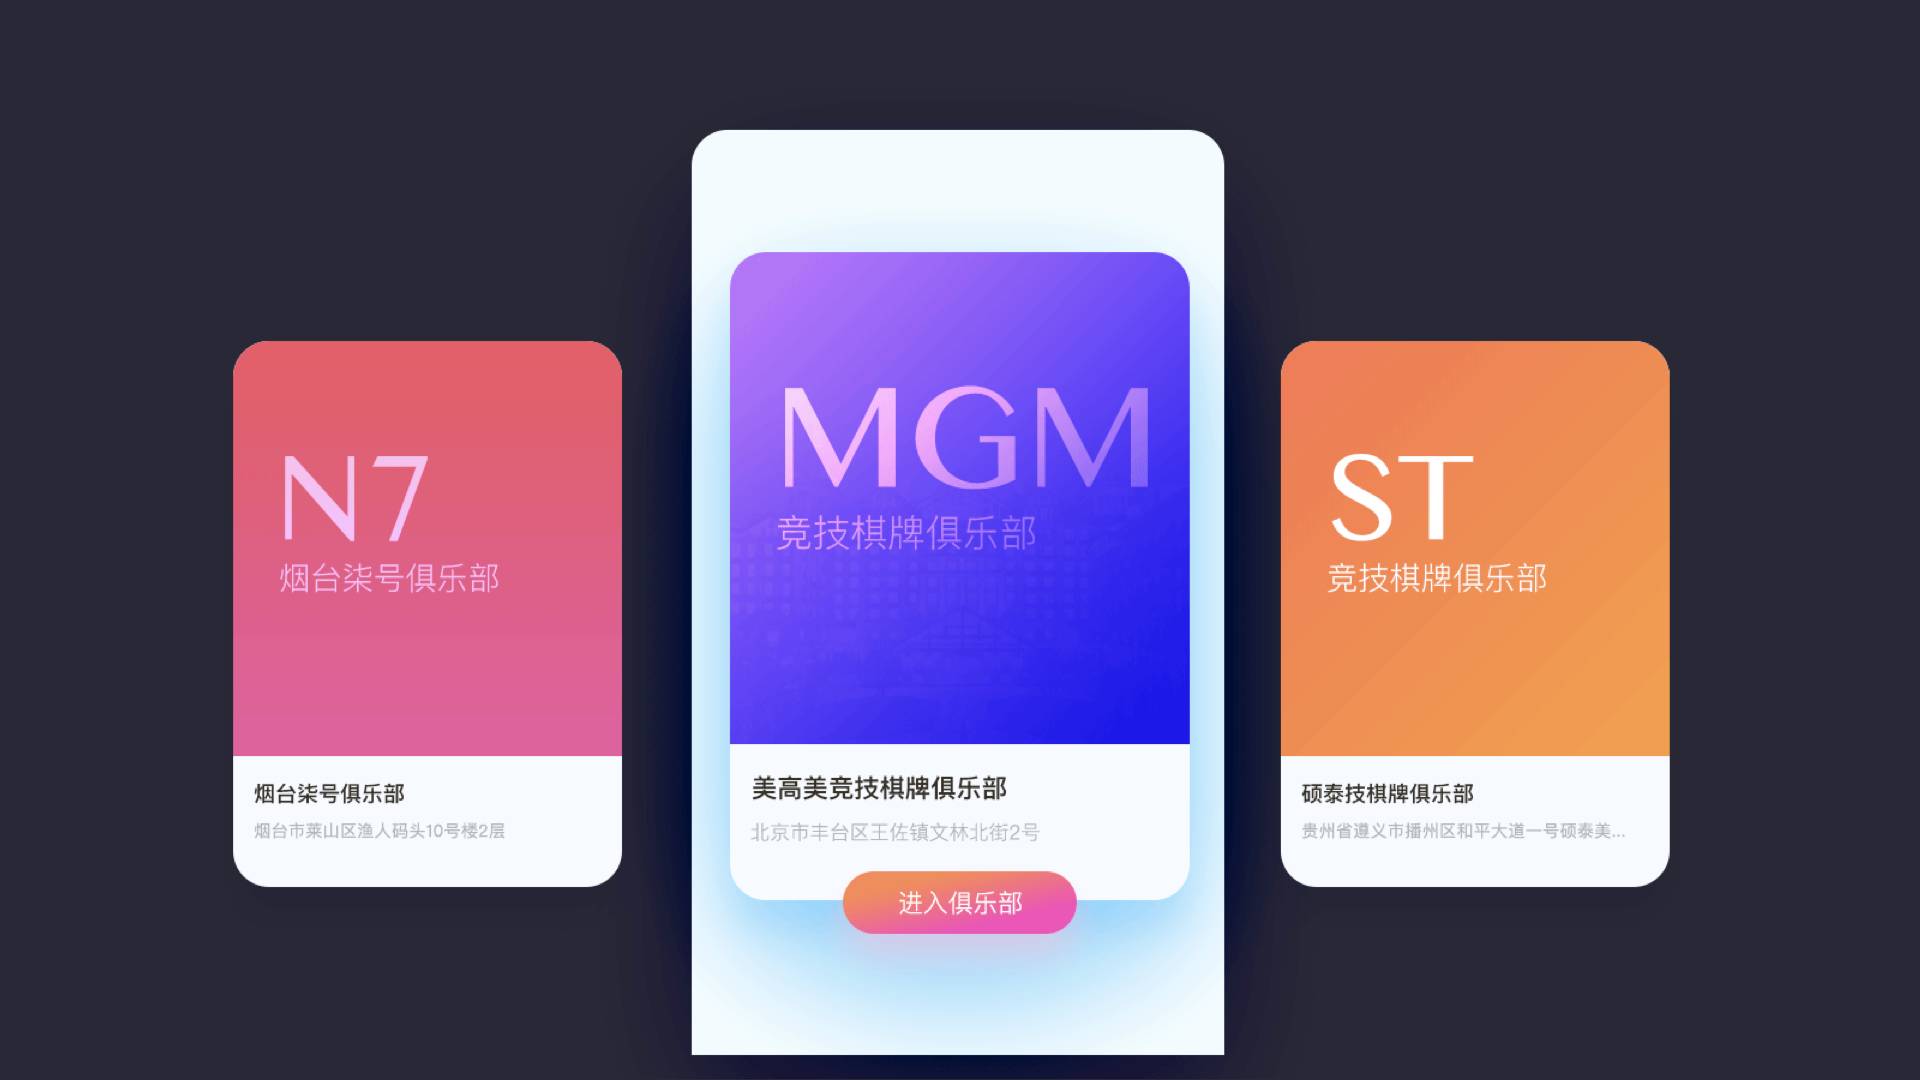 N7
烟台柒号俱乐部
烟台柒号俱乐部
烟台市莱山区渔人码头10号楼2层
MGM
竞技棋牌俱乐部
美高美竞技棋牌俱乐部
北京市丰台区王佐镇文林北街2号
进入俱乐部
ST
竞技棋牌俱乐部
硕泰技棋牌俱乐部
贵州省遵义市播州区和平大道一号硕泰美...